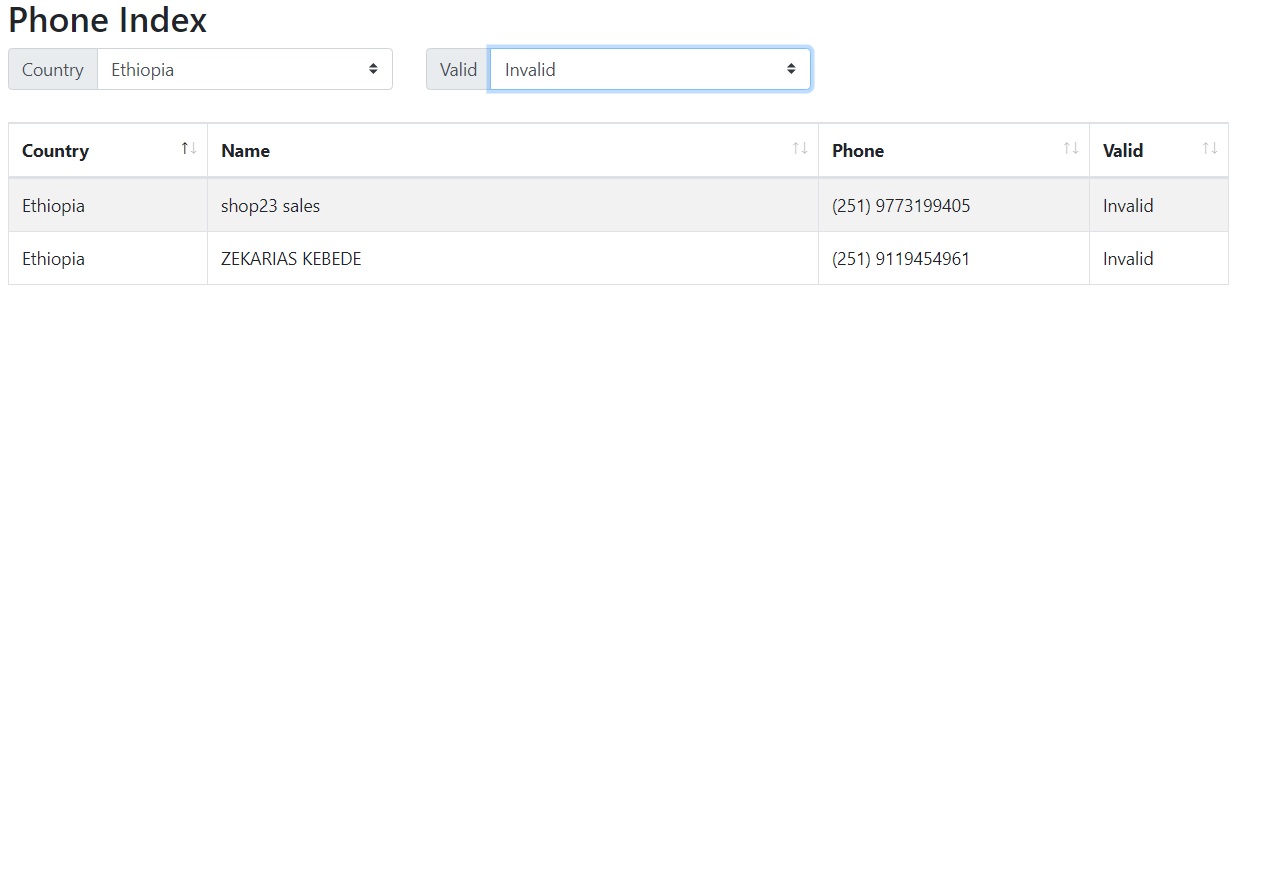 Phone Index
Country Ethiopia Valid Invalid
Country Name Phone Valid
Ethiopia shop23 sales (251) 9773199405 Invalid
Ethiopia ZEKARIAS KEBEDE (251) 9119454961 Invalid